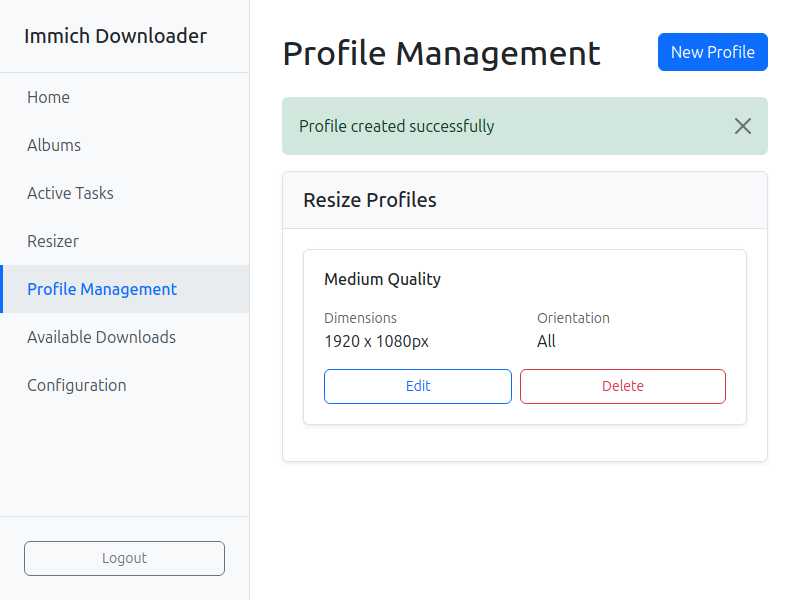 Immich Downloader
Home
Albums
Active Tasks
Resizer
Profile Management
Available Downloads
Configuration
Logout
Profile Management
New Profile
Profile created successfully
Resize Profiles
Medium Quality
Dimensions
1920 x 1080px
Orientation
All
Edit
Delete